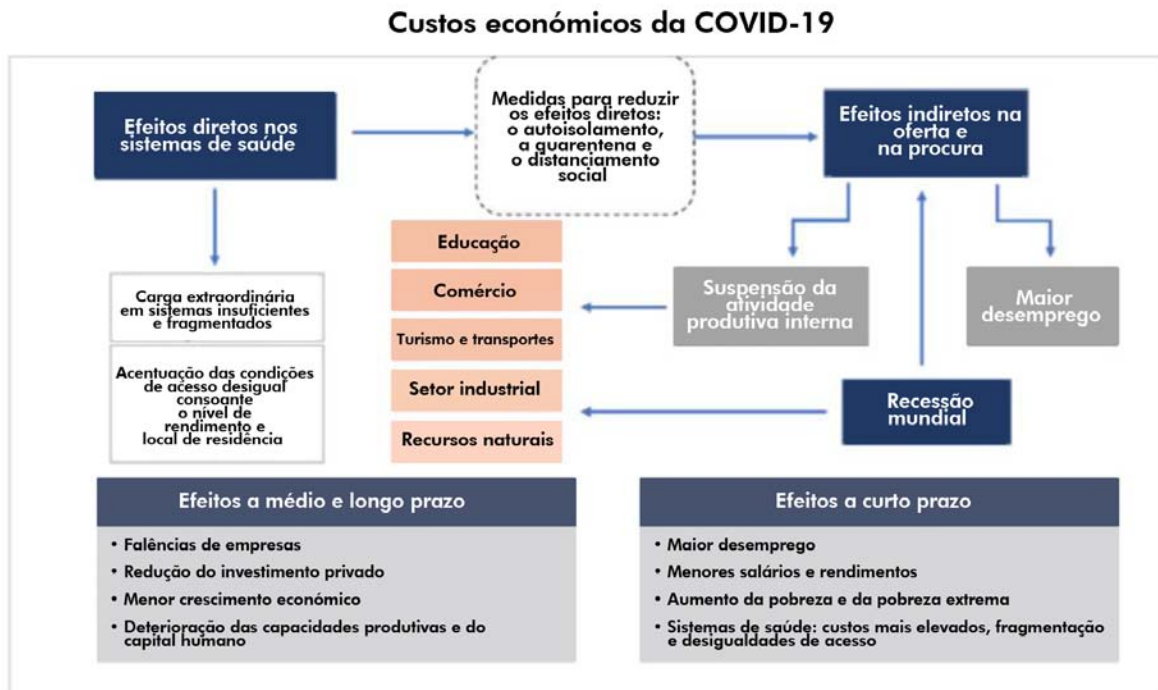 Custos económicos da COVID-19
Efeitos diretos nos
sistemas de saúde
Medidas para reduzir
os efeitos diretos:
o autoisolamento,
a quarentena e
o distanciamento
social
Efeitos indiretos na
oferta e
na procura
Carga extraordinária
em sistemas insuficientes
e fragmentados
Acentuação das condições
de acesso desigual
consoante
o nível de
rendimento e
local de residência
Educação
Comércio
Turismo e transportes
Setor industrial
Recursos naturais
Suspensão da
atividade
produtiva interna
Maior
desemprego
Recessão
mundial
Efeitos a médio e longo prazo
• Falências de empresas
• Redução do investimento privado
• Menor crescimento económico
• Deterioração das capacidades produtivas e do
capital humano
Efeitos a curto prazo
• Maior desemprego
• Menores salários e rendimentos
• Aumento da pobreza e da pobreza extrema
• Sistemas de saúde: custos mais elevados, fragmentação
e desigualdades de acesso